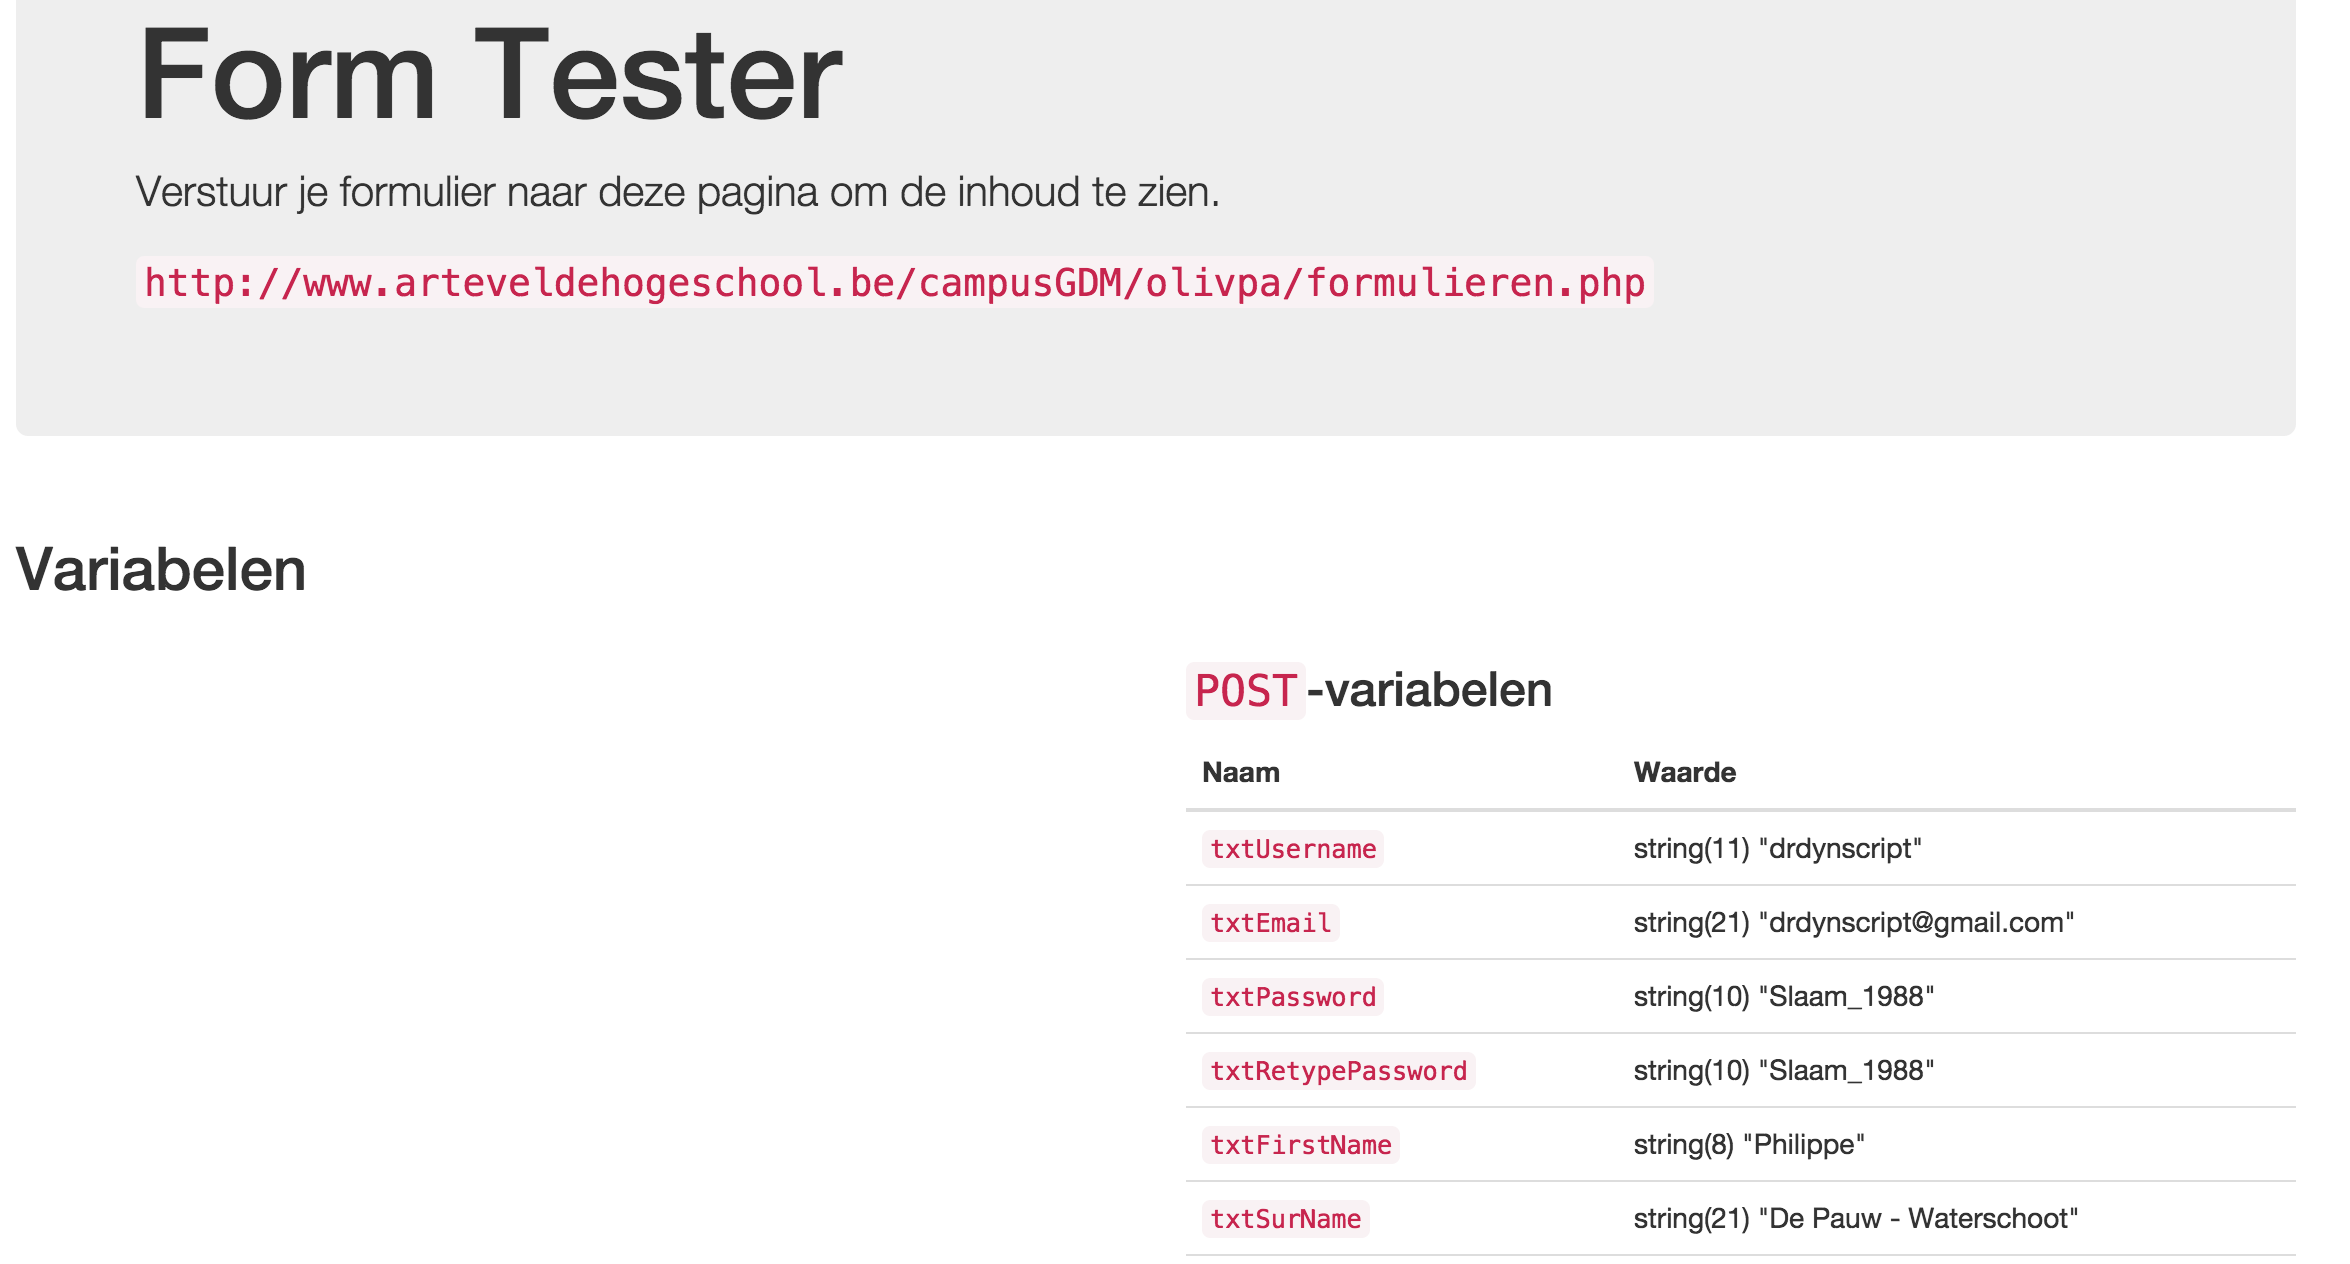 Form Tester
Verstuur je formulier naar deze pagina om de inhoud te zien.
http://www.arteveldehogeschool.be/campusGDM/olivpa/formulieren.php
Variabelen
POST-variabelen
Naam Waarde
txtUsername string(11) "drdynscript"
txtEmail string(21) "drdynscript@gmail.com"
txtPassword string(10) "Slaam_1988"
txtRetypePassword string(10) "Slaam_1988"
txtFirstName string(8) "Philippe"
txtSurName string(21) "De Pauw - Waterschoot"